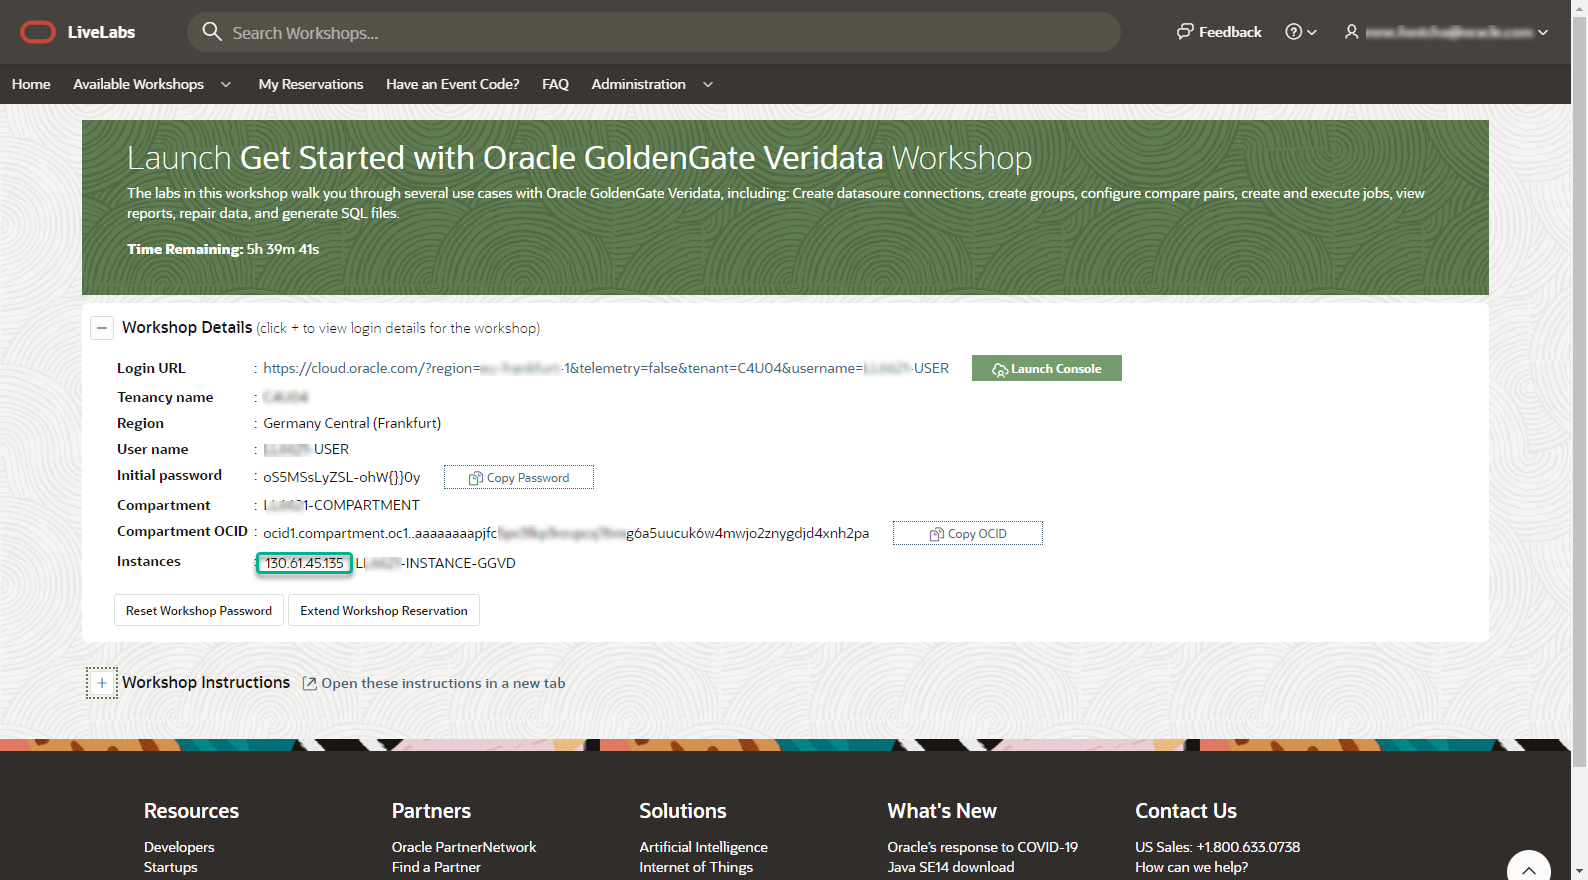 LiveLabs
Search Workshops...
Feedback
Home Available Workshops My Reservations Have an Event Code? FAQ Administration
Launch Get Started with Oracle GoldenGate Veridata Workshop
The labs in this workshop walk you through several use cases with Oracle GoldenGate Veridata, including: Create datasoure connections, create groups, configure compare pairs, create and execute jobs, view
reports, repair data, and generate SQL files.
Time Remaining: 5h 39m 41s
Workshop Details (click + to view login details for the workshop)
Login URL : https://cloud.oracle.com/?region= -1&telemetry=false&tenant=C4U04&username= -USER Launch Console
Tenancy name :
Region : Germany Central (Frankfurt)
User name : -USER
Initial password : oS5MSsLyZSL-ohW{}}0y Copy Password
Compartment : 1-COMPARTMENT
Compartment OCID : ocid1.compartment.oc1..aaaaaaaapjfc g6a5uucuk6w4mwjo2znygdjd4xnh2pa Copy OCID
Instances : 130.61.45.135 -INSTANCE-GGVD
Reset Workshop Password Extend Workshop Reservation
+ Workshop Instructions Open these instructions in a new tab
Resources Partners Solutions What's New Contact Us
Developers Oracle PartnerNetwork Artificial Intelligence Oracle's response to COVID-19 US Sales: +1.800.633.0738
Startups Find a Partner Internet of Things Java SE14 download How can we help?